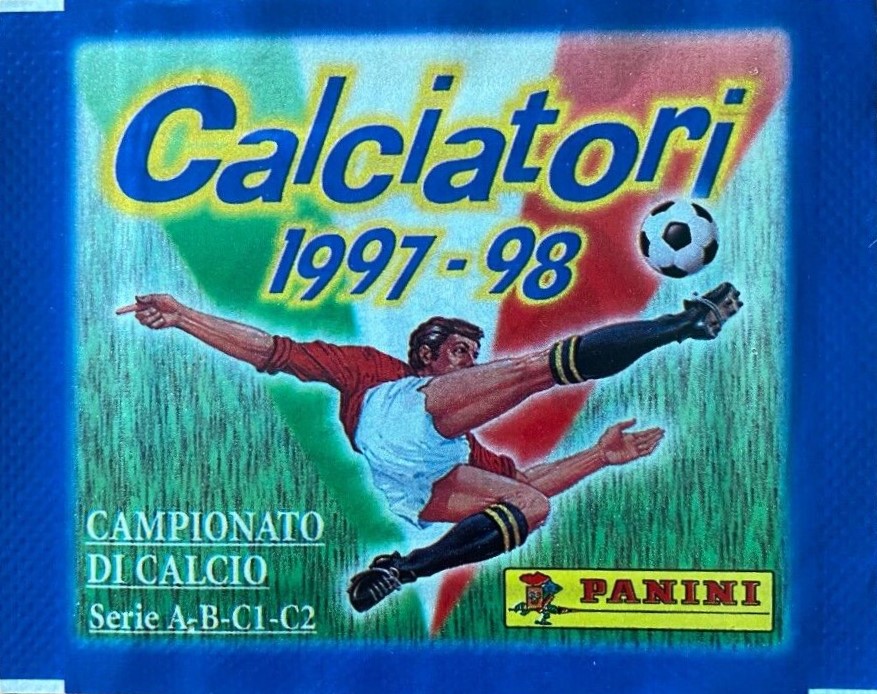 Calciatori
1997-98
CAMPIONATO
DI CALCIO
Serie A-B-C1-C2
PANINI